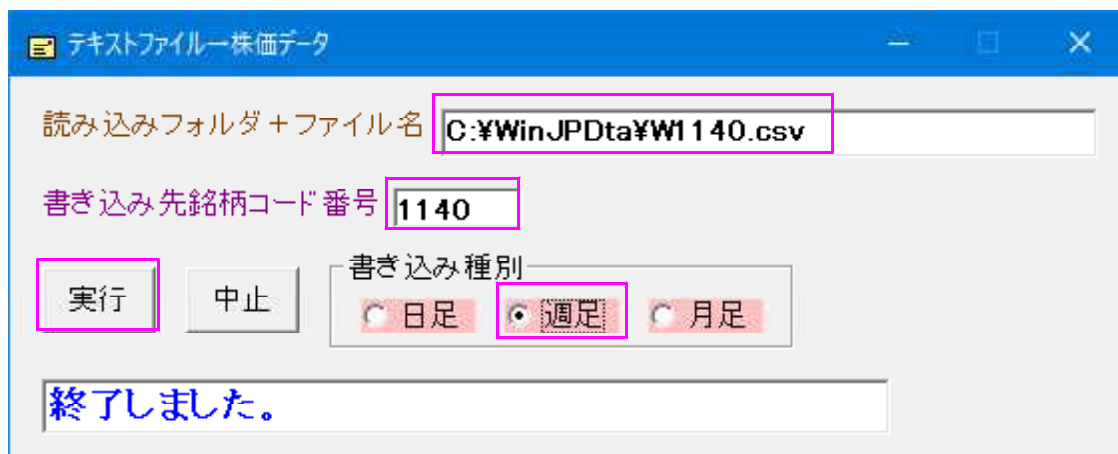 テキストファイル－株価データ
読み込みフォルダ＋ファイル名 C:¥WinJPDta¥W1140.csv
書き込み先銘柄コード番号 1140
書き込み種別
実行 中止 日足 週足 月足
終了しました。